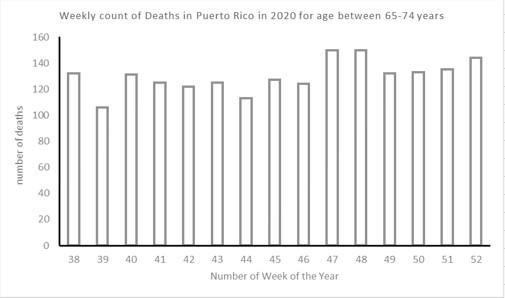 Weekly count of Deaths in Puerto Rico in 2020 for age between 65-74 years
160
140
120
100
80
60
40
20
0
number of deaths
38 39 40 41 42 43 44 45 46 47 48 49 50 51 52
Number of Week of the Year